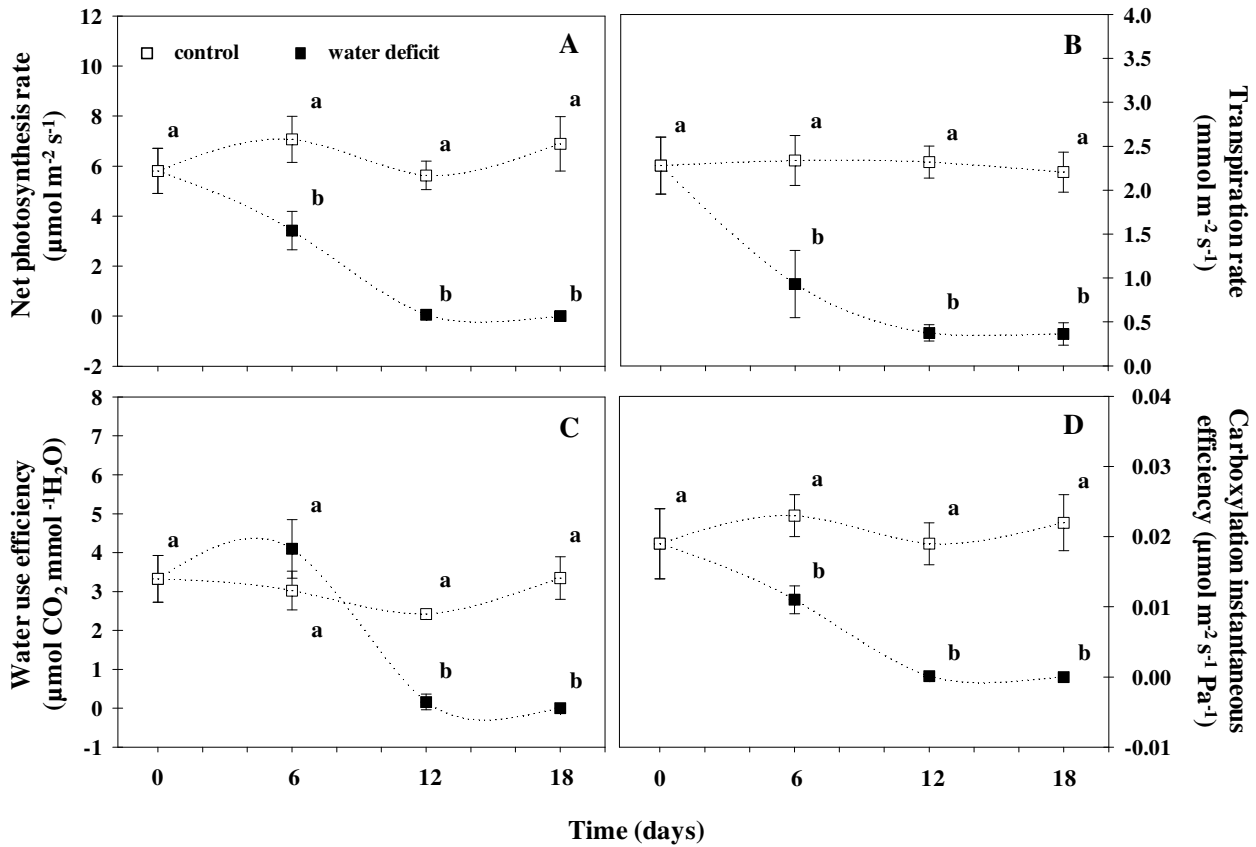 A
control
water deficit
Net photosynthesis rate
(µmol m⁻² s⁻¹)
12
10
8
6
4
2
0
-2
a
a
a
a
b
b
b
B
Transpiration rate
(mmol m⁻² s⁻¹)
4.0
3.5
3.0
2.5
2.0
1.5
1.0
0.5
0.0
a
a
a
a
b
b
b
C
Water use efficiency
(µmol CO₂ mmol ⁻¹H₂O)
8
7
6
5
4
3
2
1
0
-1
a
a
a
a
a
b
b
0
6
12
18
D
Carboxylation instantaneous
efficiency (µmol m⁻² s⁻¹ Pa⁻¹)
0.04
0.03
0.02
0.01
0.00
-0.01
a
a
a
a
b
b
b
0
6
12
18
Time (days)